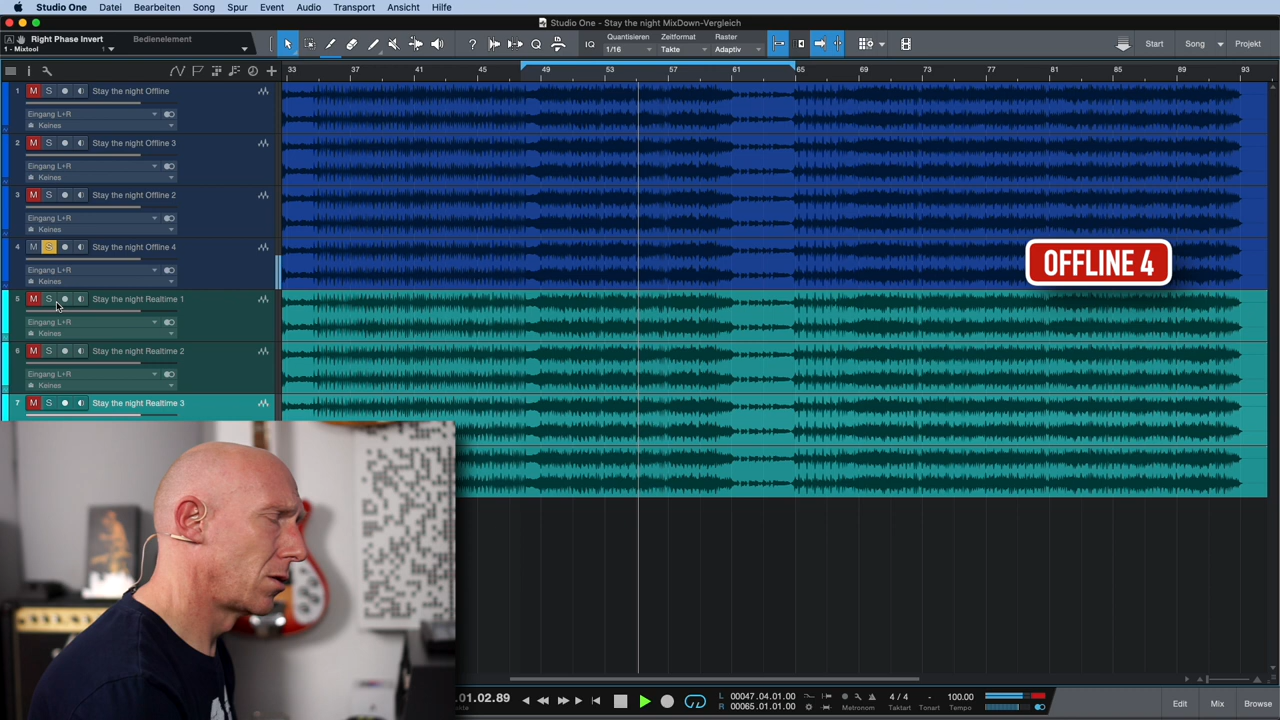 Studio One Datei Bearbeiten Song Spur Event Audio Transport Ansicht Hilfe
Studio One - Stay the night MixDown-Vergleich
Right Phase Invert Bedienelement
1 - Mixtool 1
Quantisieren Zeitformat Raster
IQ 1/16 Takte Adaptiv
Start Song Projekt
33 37 41 45 49 53 57 61 65 69 73 77 81 85 89 93
1 M S Stay the night Offline
Eingang L+R
Keines
2 M S Stay the night Offline 3
Eingang L+R
Keines
3 M S Stay the night Offline 2
Eingang L+R
Keines
4 M S Stay the night Offline 4
Eingang L+R
Keines
OFFLINE 4
5 M S Stay the night Realtime 1
Eingang L+R
Keines
6 M S Stay the night Realtime 2
Eingang L+R
Keines
7 M S Stay the night Realtime 3
.01.02.89
L 00047.04.01.00
R 00065.01.01.00
Metronom
4 / 4 - 100.00
Taktart Tonart Tempo
Edit Mix Browse